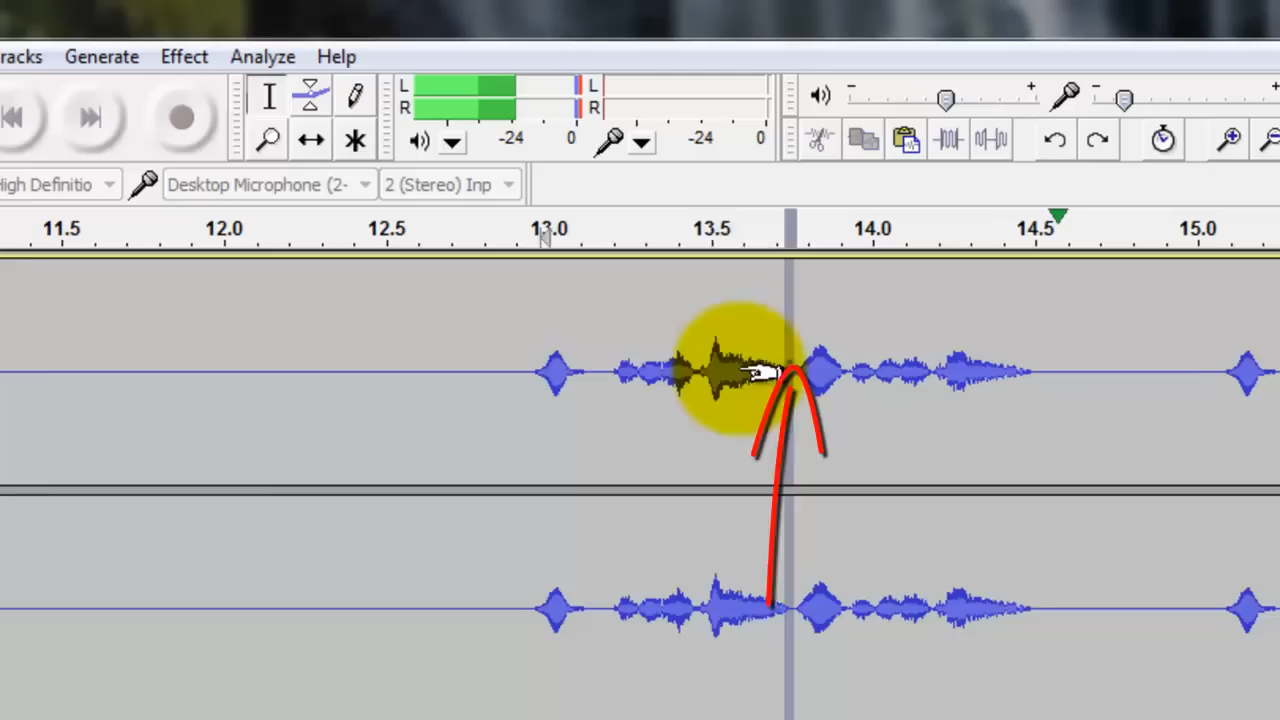 racks Generate Effect Analyze Help
L L
R R
-24 0 -24 0
- + - +
High Definitio Desktop Microphone (2- 2 (Stereo) Inp
11.5 12.0 12.5 13.0 13.5 14.0 14.5 15.0